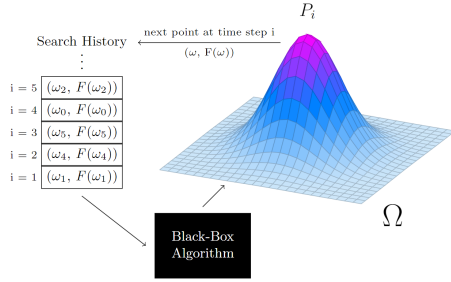 P_i
next point at time step i
(ω, F(ω))
Search History
⋮
i = 5 (ω₂, F(ω₂))
i = 4 (ω₀, F(ω₀))
i = 3 (ω₅, F(ω₅))
i = 2 (ω₄, F(ω₄))
i = 1 (ω₁, F(ω₁))
Ω
Black-Box
Algorithm